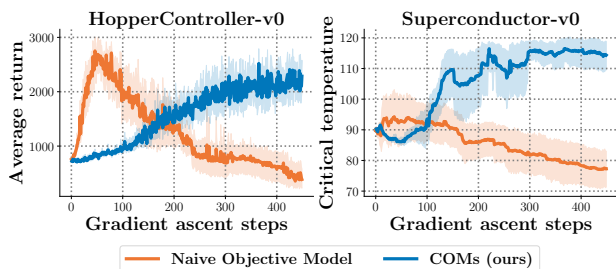 HopperController-v0
Average return
3000
2000
1000
0
100
200
300
400
Gradient ascent steps
Superconductor-v0
Critical temperature
120
110
100
90
80
70
0
100
200
300
400
Gradient ascent steps
Naive Objective Model
COMs (ours)